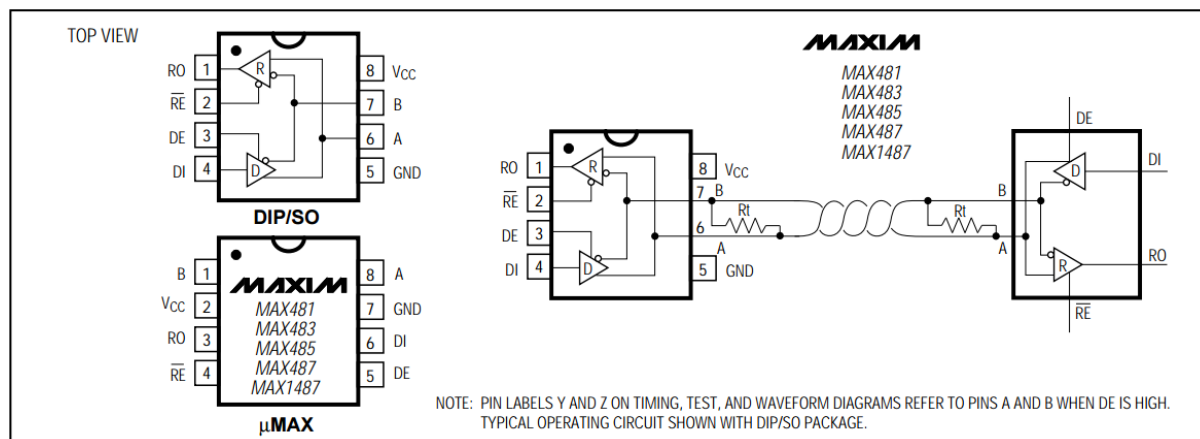 TOP VIEW
RO 1
R
8 VCC
RE 2
7 B
DE 3
6 A
DI 4
D
5 GND
DIP/SO
B 1
MAXIM
8 A
VCC 2
MAX481
7 GND
MAX483
RO 3
MAX485
6 DI
MAX487
RE 4
MAX1487
5 DE
µMAX
MAXIM
MAX481
MAX483
MAX485
MAX487
MAX1487
RO 1
R
8 VCC
RE 2
7 B
Rt
DE 3
6 A
DI 4
D
5 GND
DE
D
DI
B
Rt
A
R
RO
RE
NOTE: PIN LABELS Y AND Z ON TIMING, TEST, AND WAVEFORM DIAGRAMS REFER TO PINS A AND B WHEN DE IS HIGH.
TYPICAL OPERATING CIRCUIT SHOWN WITH DIP/SO PACKAGE.